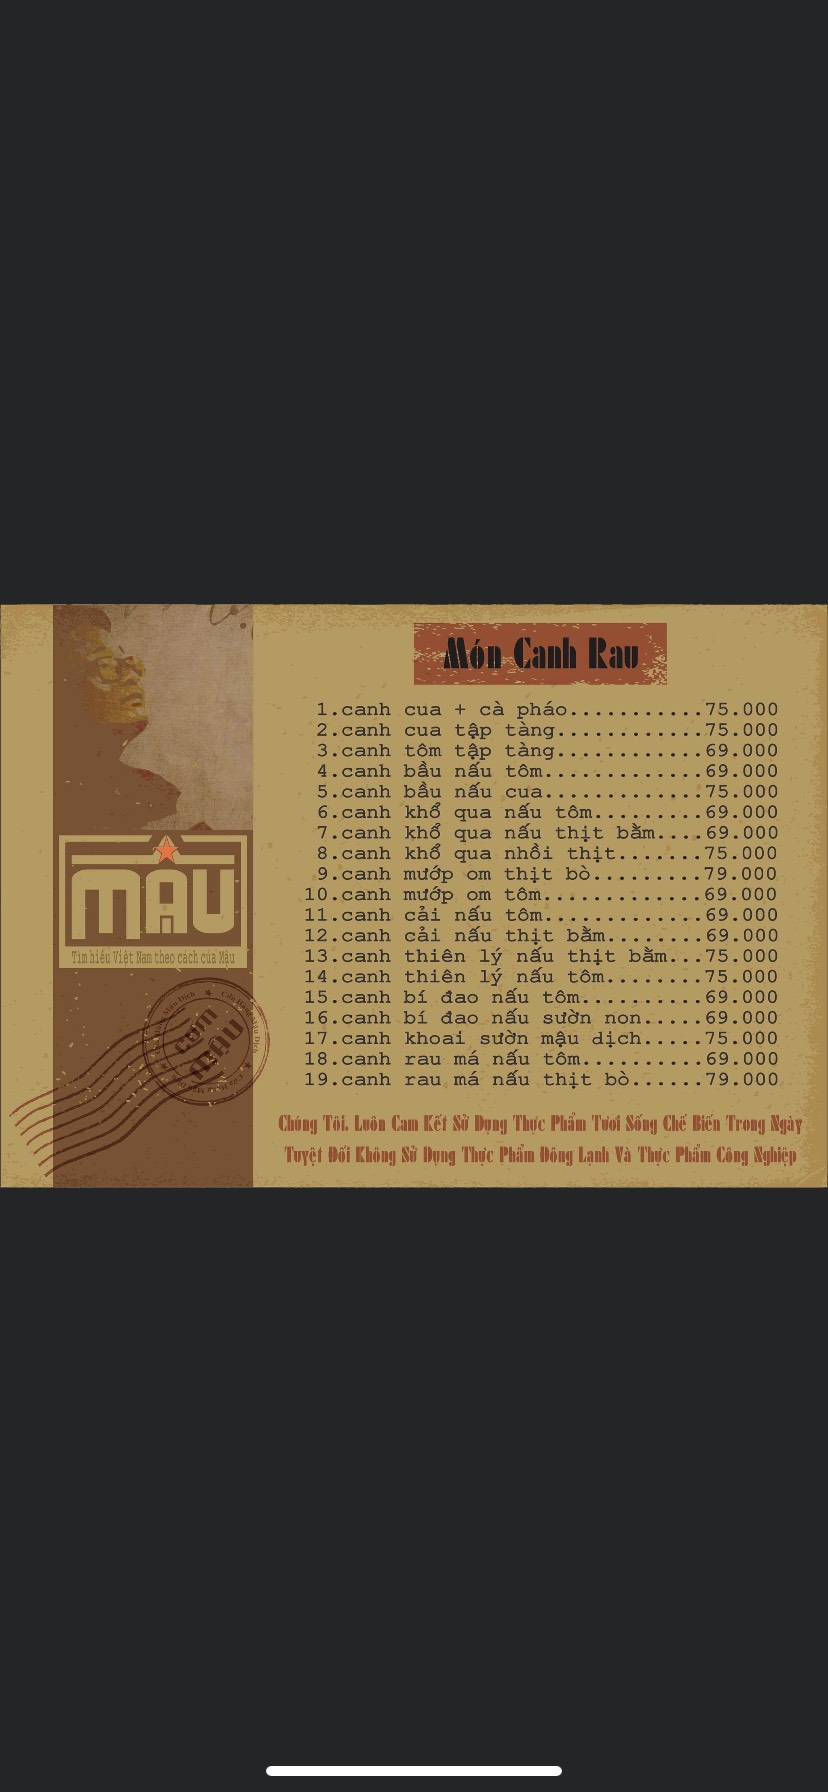 Món Canh Rau
1.canh cua + cà pháo...........75.000
2.canh cua tập tàng............75.000
3.canh tôm tập tàng............69.000
4.canh bầu nấu tôm.............69.000
5.canh bầu nấu cua.............75.000
6.canh khổ qua nấu tôm.........69.000
7.canh khổ qua nấu thịt bằm....69.000
8.canh khổ qua nhồi thịt.......75.000
9.canh mướp om thịt bò.........79.000
10.canh mướp om tôm.............69.000
11.canh cải nấu tôm.............69.000
12.canh cải nấu thịt bằm........69.000
13.canh thiên lý nấu thịt bằm...75.000
14.canh thiên lý nấu tôm........75.000
15.canh bí đao nấu tôm..........69.000
16.canh bí đao nấu sườn non.....69.000
17.canh khoai sườn mậu dịch.....75.000
18.canh rau má nấu tôm..........69.000
19.canh rau má nấu thịt bò......79.000
Chúng Tôi. Luôn Cam Kết Sử Dụng Thực Phẩm Tươi Sống Chế Biến Trong Ngày
Tuyệt Đối Không Sử Dụng Thực Phẩm Đông Lạnh Và Thực Phẩm Công Nghiệp
MẬU
Tìm hiểu Việt Nam theo cách của Mậu
Cơm
MẬU
Cửa Hàng Mậu Dịch